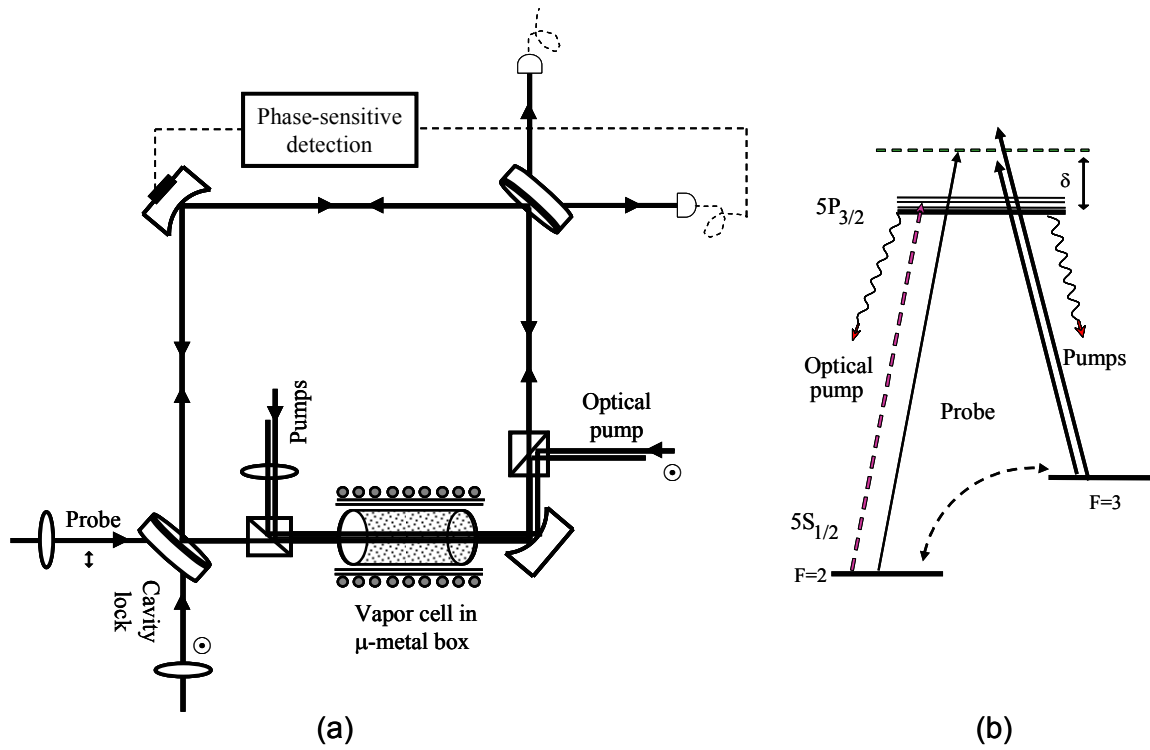 Phase-sensitive
detection
Pumps
Optical
pump
Probe
Cavity
lock
Vapor cell in
μ-metal box
(a)
δ
5P3/2
Optical
pump
Pumps
Probe
5S1/2
F=3
F=2
(b)